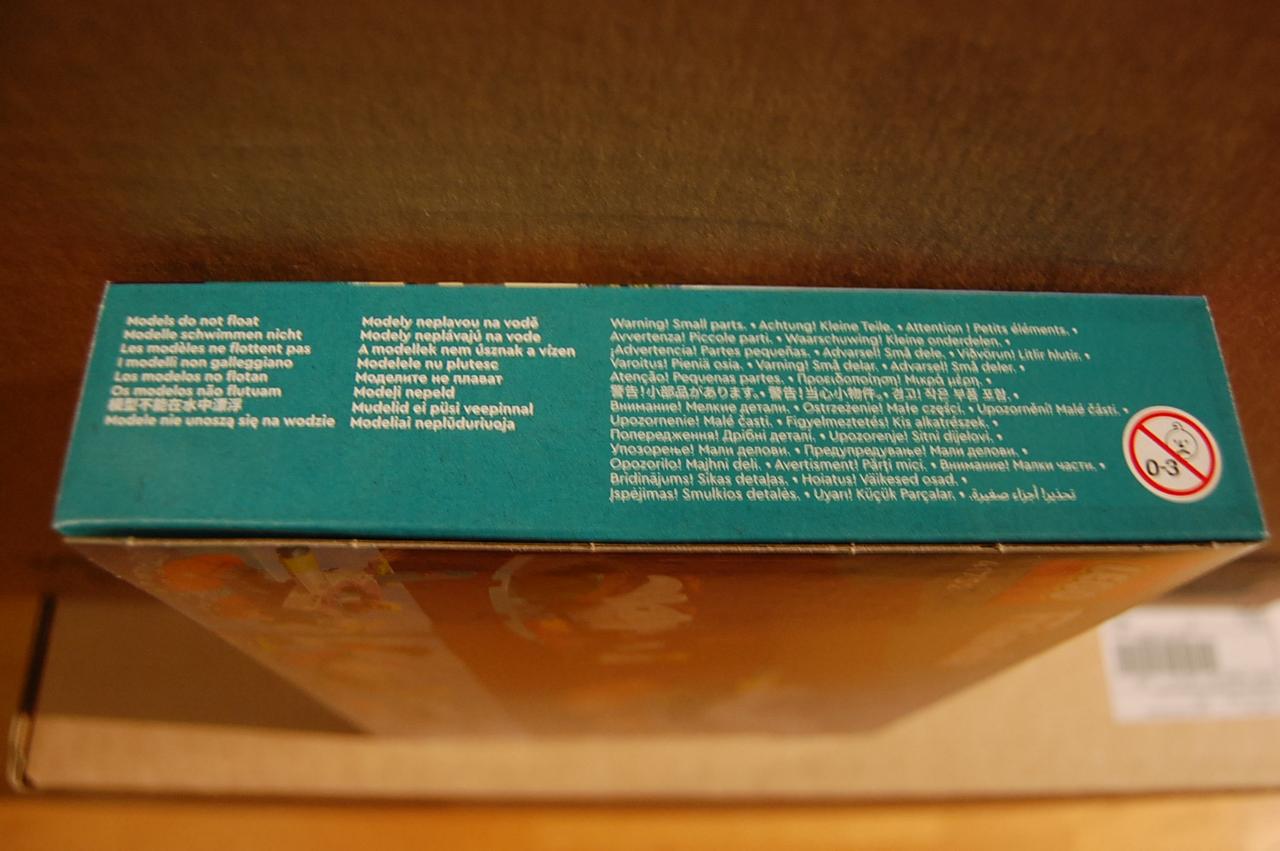 Models do not float
Modelle schwimmen nicht
Les modèles ne flottent pas
I modelli non galleggiano
Los modelos no flotan
Os modelos não flutuam
模型不能在水中漂浮
Modele nie unoszą się na wodzie
Modely neplavou na vodě
Modely neplávajú na vode
A modellek nem úsznak a vízen
Modelele nu plutesc
Моделите не плават
Modeļi nepeld
Mudelid ei püsi veepinnal
Modeliai neplūduriuoja
Warning! Small parts. • Achtung! Kleine Teile. • Attention ! Petits éléments. •
Avvertenza! Piccole parti. • Waarschuwing! Kleine onderdelen. •
¡Advertencia! Partes pequeñas. • Advarsel! Små dele. • Viðvörun! Litlir hlutir. •
Varoitus! Pieniä osia. • Varning! Små delar. • Advarsel! Små deler. •
Atenção! Pequenas partes. • Προειδοποίηση! Μικρά μέρη. •
警告！小部品があります。• 警告！当心小物件。• 경고! 작은 부품 포함. •
Внимание! Мелкие детали. • Ostrzeżenie! Małe części. • Upozornění! Malé části. •
Upozornenie! Malé časti. • Figyelmeztetés! Kis alkatrészek. •
Попередження! Дрібні деталі. • Upozorenje! Sitni dijelovi. •
Упозорење! Мали делови. • Предупредување! Мали делови. •
Opozorilo! Majhni deli. • Avertisment! Părți mici. • Внимание! Малки части. •
Brīdinājums! Sīkas detaļas. • Hoiatus! Väikesed osad. •
Įspėjimas! Smulkios detalės. • Uyarı! Küçük Parçalar. • تحذير! أجزاء صغيرة.
0-3